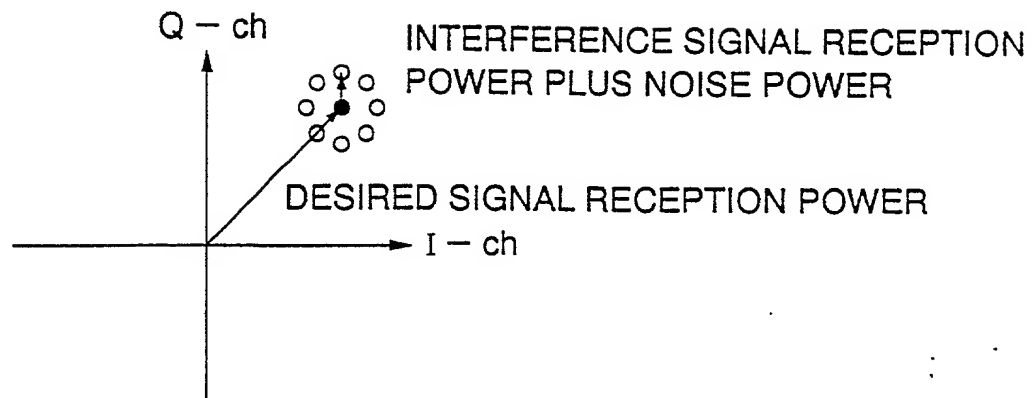 Q – ch
INTERFERENCE SIGNAL RECEPTION
POWER PLUS NOISE POWER
DESIRED SIGNAL RECEPTION POWER
I – ch